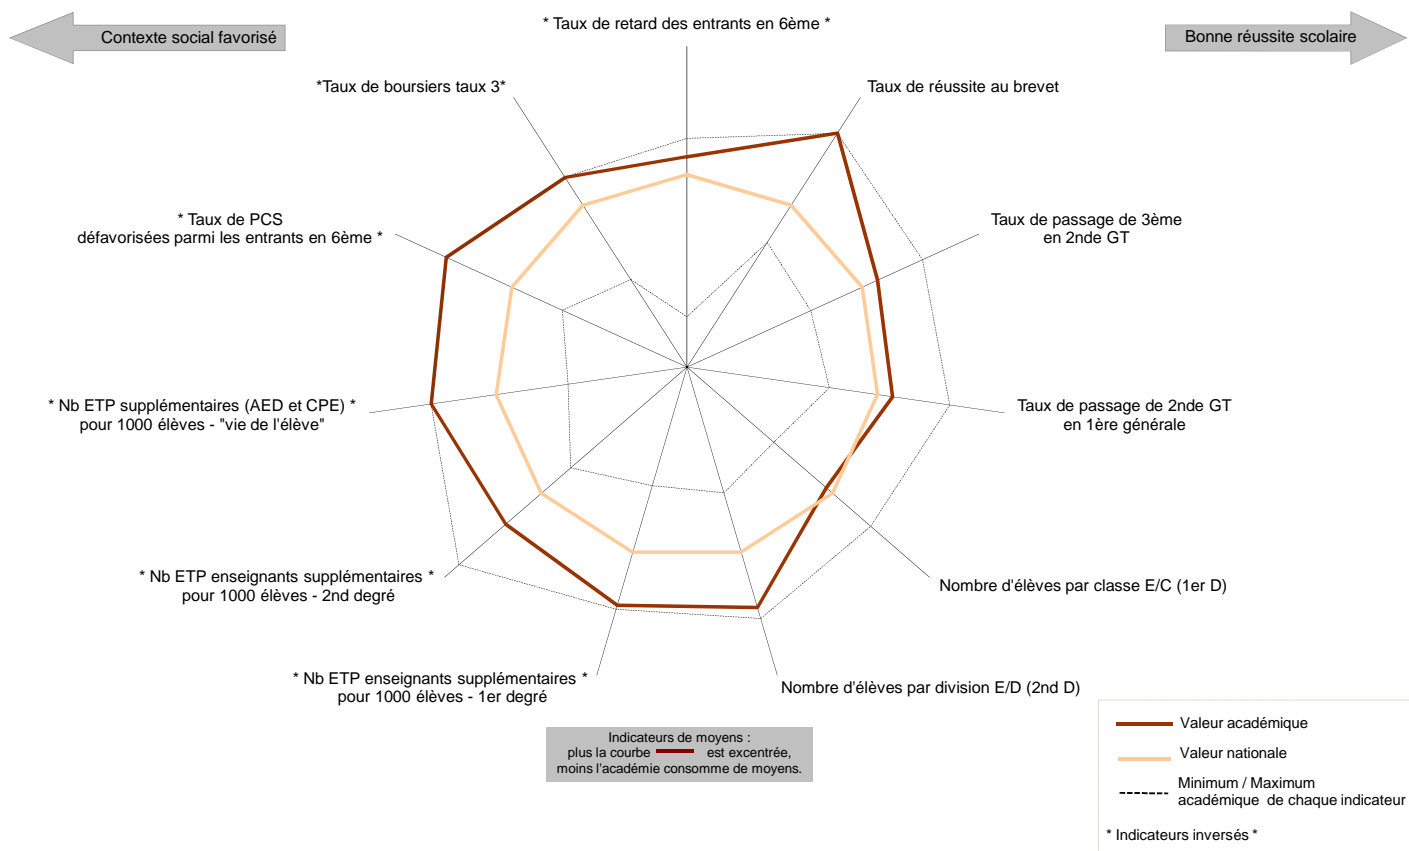 * Taux de retard des entrants en 6ème *
Contexte social favorisé
Bonne réussite scolaire
*Taux de boursiers taux 3*
Taux de réussite au brevet
* Taux de PCS
défavorisées parmi les entrants en 6ème *
Taux de passage de 3ème
en 2nde GT
* Nb ETP supplémentaires (AED et CPE) *
pour 1000 élèves - "vie de l'élève"
Taux de passage de 2nde GT
en 1ère générale
* Nb ETP enseignants supplémentaires *
pour 1000 élèves - 2nd degré
Nombre d'élèves par classe E/C (1er D)
* Nb ETP enseignants supplémentaires *
pour 1000 élèves - 1er degré
Nombre d'élèves par division E/D (2nd D)
Indicateurs de moyens :
plus la courbe est excentrée,
moins l'académie consomme de moyens.
Valeur académique
Valeur nationale
Minimum / Maximum
académique de chaque indicateur
* Indicateurs inversés *